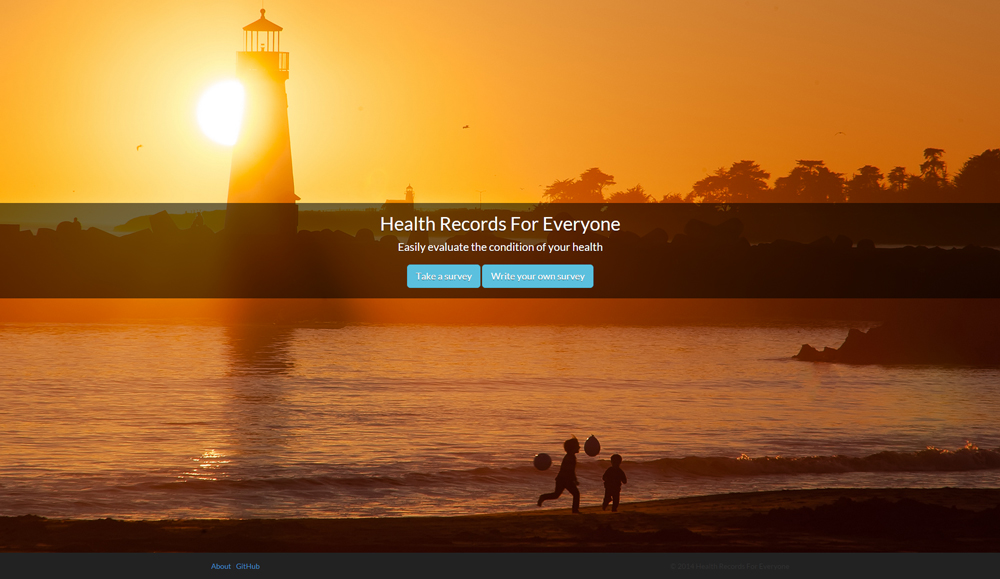 Health Records For Everyone
Easily evaluate the condition of your health
Take a survey Write your own survey
About GitHub © 2014 Health Records For Everyone